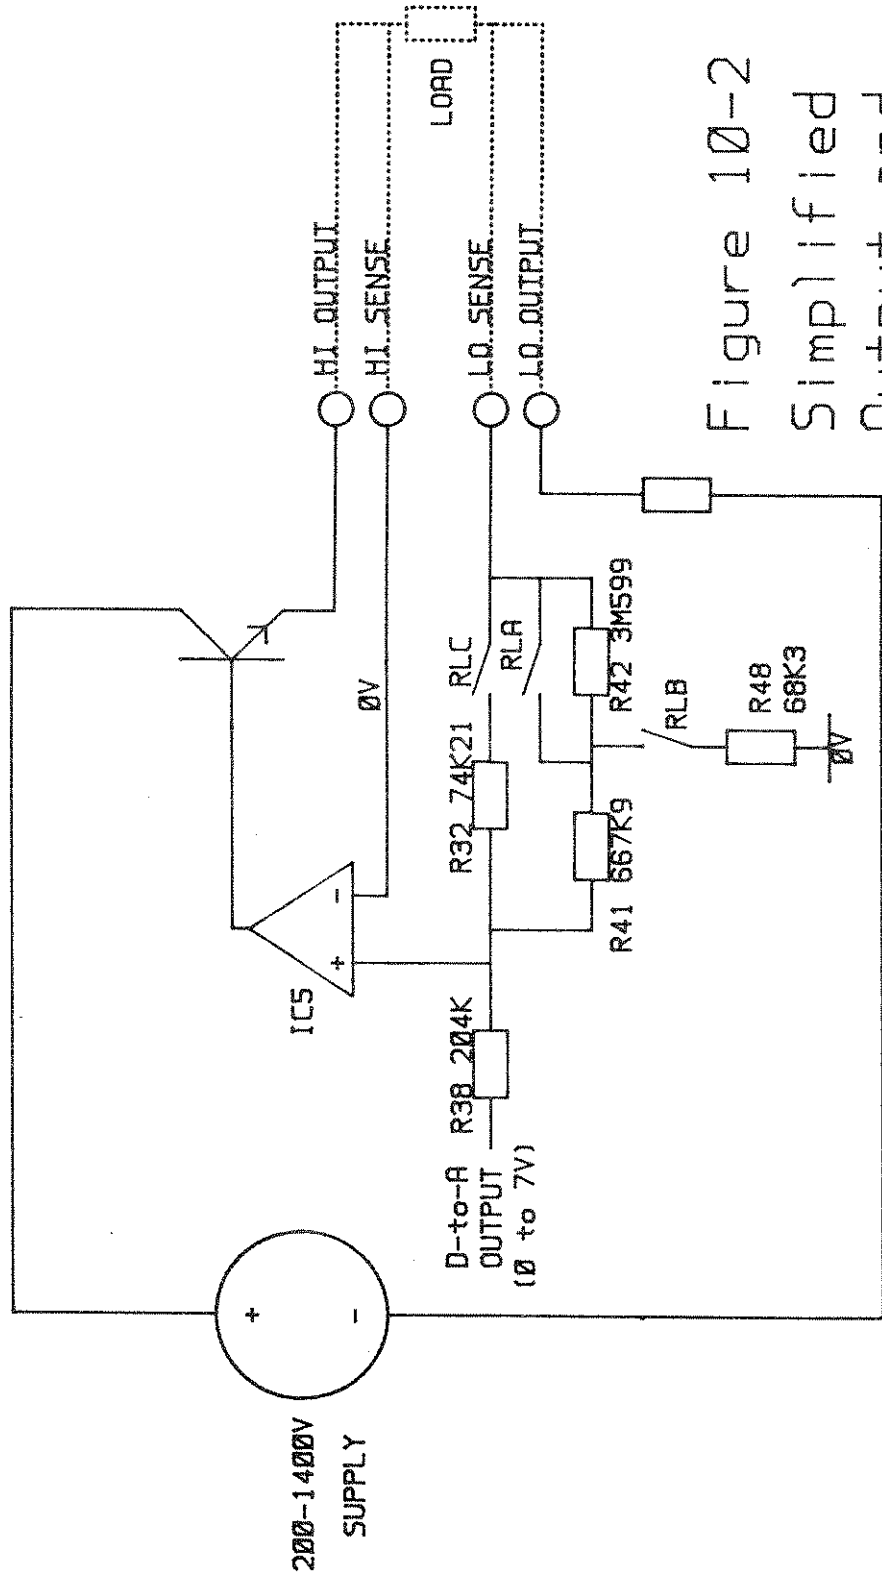 200-1400V
SUPPLY
+
-
D-to-A
OUTPUT
(0 to 7V)
R38 204K
IC5
+
-
0V
R32 74K21
RLC
RLA
R41 667K9
R42 3M599
RLB
R48
68K3
0V
HI OUTPUT
HI SENSE
LO SENSE
LO OUTPUT
LOAD
Figure 10-2
Simplified